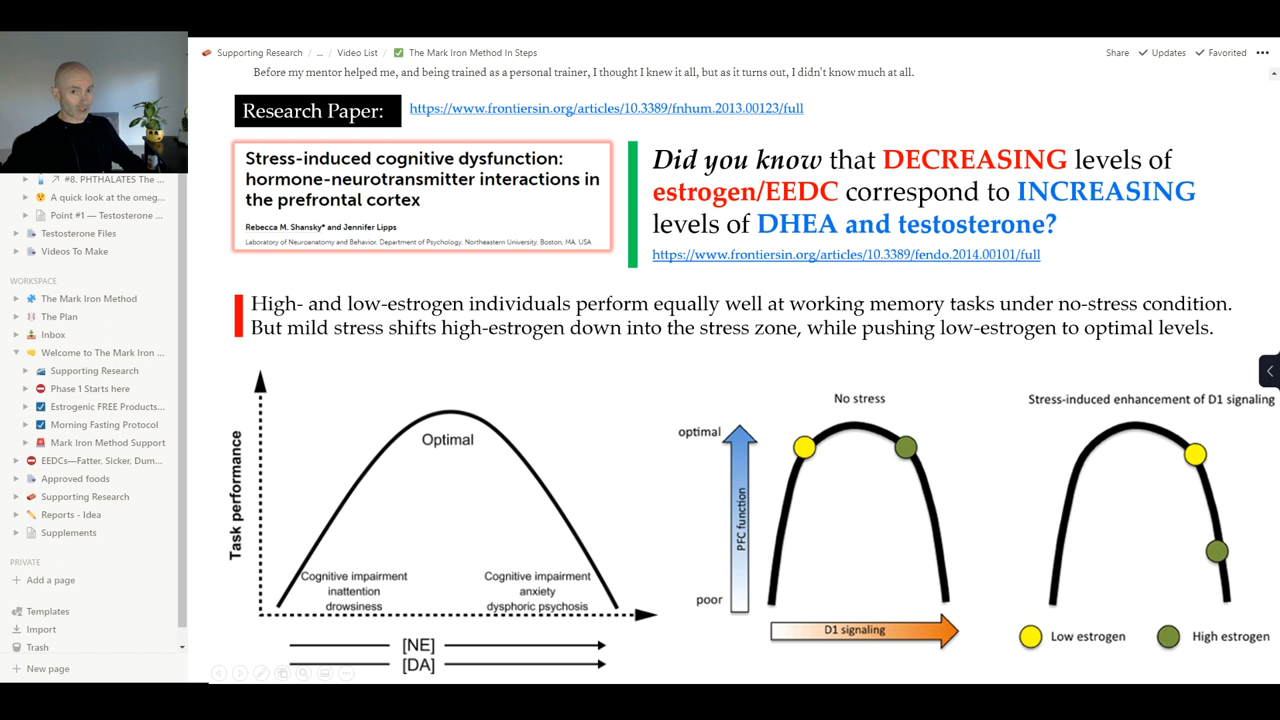 Supporting Research / ... / Video List / The Mark Iron Method In Steps
Share Updates Favorited •••
Before my mentor helped me, and being trained as a personal trainer, I thought I knew it all, but as it turns out, I didn't know much at all.
Research Paper: https://www.frontiersin.org/articles/10.3389/fnhum.2013.00123/full
Stress-induced cognitive dysfunction:
hormone-neurotransmitter interactions in
the prefrontal cortex
Rebecca M. Shansky* and Jennifer Lipps
Laboratory of Neuroanatomy and Behavior, Department of Psychology, Northeastern University, Boston, MA, USA
Did you know that DECREASING levels of
estrogen/EEDC correspond to INCREASING
levels of DHEA and testosterone?
https://www.frontiersin.org/articles/10.3389/fendo.2014.00101/full
High- and low-estrogen individuals perform equally well at working memory tasks under no-stress condition.
But mild stress shifts high-estrogen down into the stress zone, while pushing low-estrogen to optimal levels.
Task performance
Optimal
Cognitive impairment
inattention
drowsiness
Cognitive impairment
anxiety
dysphoric psychosis
[NE]
[DA]
No stress
Stress-induced enhancement of D1 signaling
optimal
PFC function
poor
D1 signaling
Low estrogen
High estrogen
#8. PHTHALATES The ...
A quick look at the omeg...
Point #1 — Testosterone ...
Testosterone Files
Videos To Make
WORKSPACE
The Mark Iron Method
The Plan
Inbox
Welcome to The Mark Iron ...
Supporting Research
Phase 1 Starts here
Estrogenic FREE Products...
Morning Fasting Protocol
Mark Iron Method Support
EEDCs—Fatter, Sicker, Dum...
Approved foods
Supporting Research
Reports - Idea
Supplements
PRIVATE
Add a page
Templates
Import
Trash
New page